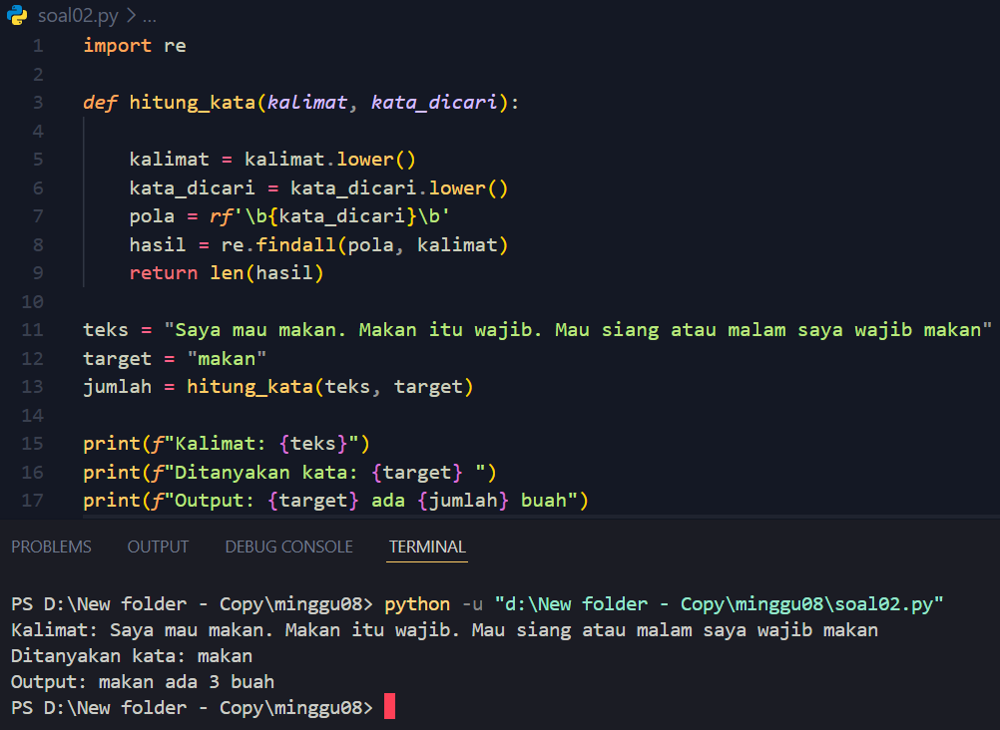 soal02.py > ...
1 import re
2
3 def hitung_kata(kalimat, kata_dicari):
4
5     kalimat = kalimat.lower()
6     kata_dicari = kata_dicari.lower()
7     pola = rf'\b{kata_dicari}\b'
8     hasil = re.findall(pola, kalimat)
9     return len(hasil)
10
11 teks = "Saya mau makan. Makan itu wajib. Mau siang atau malam saya wajib makan"
12 target = "makan"
13 jumlah = hitung_kata(teks, target)
14
15 print(f"Kalimat: {teks}")
16 print(f"Ditanyakan kata: {target} ")
17 print(f"Output: {target} ada {jumlah} buah")
PROBLEMS OUTPUT DEBUG CONSOLE TERMINAL
PS D:\New folder - Copy\minggu08> python -u "d:\New folder - Copy\minggu08\soal02.py"
Kalimat: Saya mau makan. Makan itu wajib. Mau siang atau malam saya wajib makan
Ditanyakan kata: makan
Output: makan ada 3 buah
PS D:\New folder - Copy\minggu08>